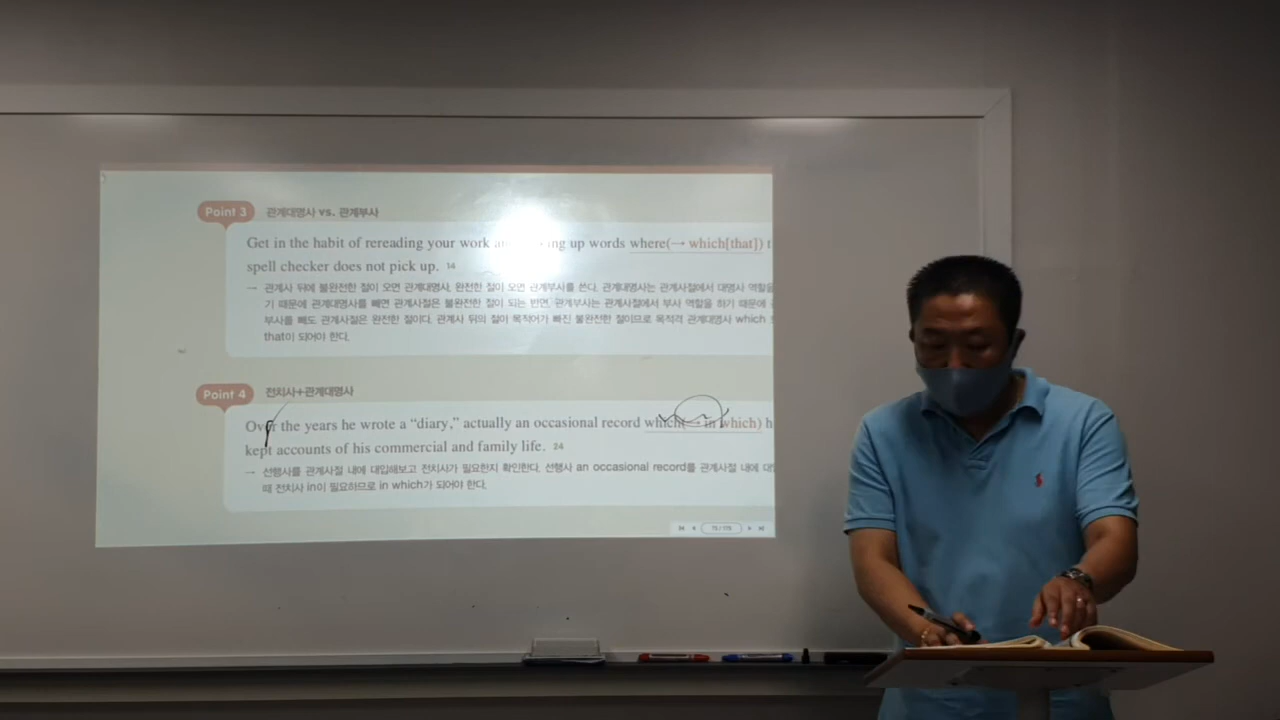 Point 3 관계대명사 vs. 관계부사
Get in the habit of rereading your work up words where(→ which[that])
spell checker does not pick up. 14
→ 관계사 뒤에 불완전한 절이 오면 관계대명사, 완전한 절이 오면 관계부사를 쓴다. 관계대명사는 관계사절에서 대명사 역할을
기 때문에 관계대명사를 빼면 관계사절은 불완전한 절이 되는 반면, 관계부사는 관계사절에서 부사 역할을 하기 때문에
부사를 빼도 관계사절은 완전한 절이다. 관계사 뒤의 절이 목적어가 빠진 불완전한 절이므로 목적격 관계대명사 which
that이 되어야 한다.
Point 4 전치사+관계대명사
Over the years he wrote a “diary,” actually an occasional record which(→ in which) h
kept accounts of his commercial and family life. 24
→ 선행사를 관계사절 내에 대입해보고 전치사가 필요한지 확인한다. 선행사 an occasional record를 관계사절 내에
때 전치사 in이 필요하므로 in which가 되어야 한다.